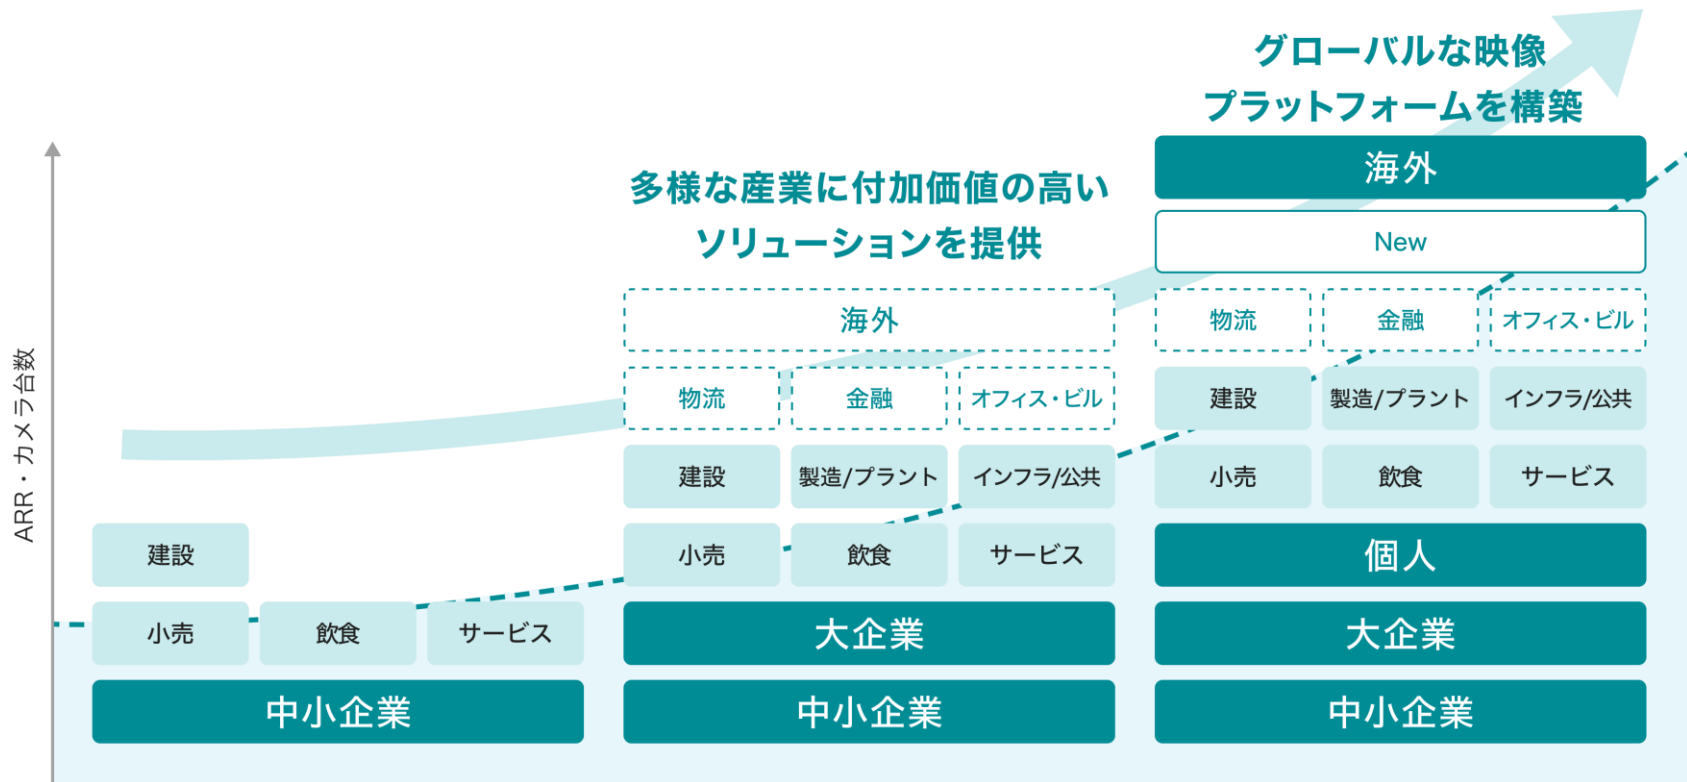 グローバルな映像
プラットフォームを構築
多様な産業に付加価値の高い
ソリューションを提供
ARR・カメラ台数
建設
小売 飲食 サービス
中小企業
海外
物流 金融 オフィス・ビル
建設 製造/プラント インフラ/公共
小売 飲食 サービス
大企業
中小企業
海外
New
物流 金融 オフィス・ビル
建設 製造/プラント インフラ/公共
小売 飲食 サービス
個人
大企業
中小企業